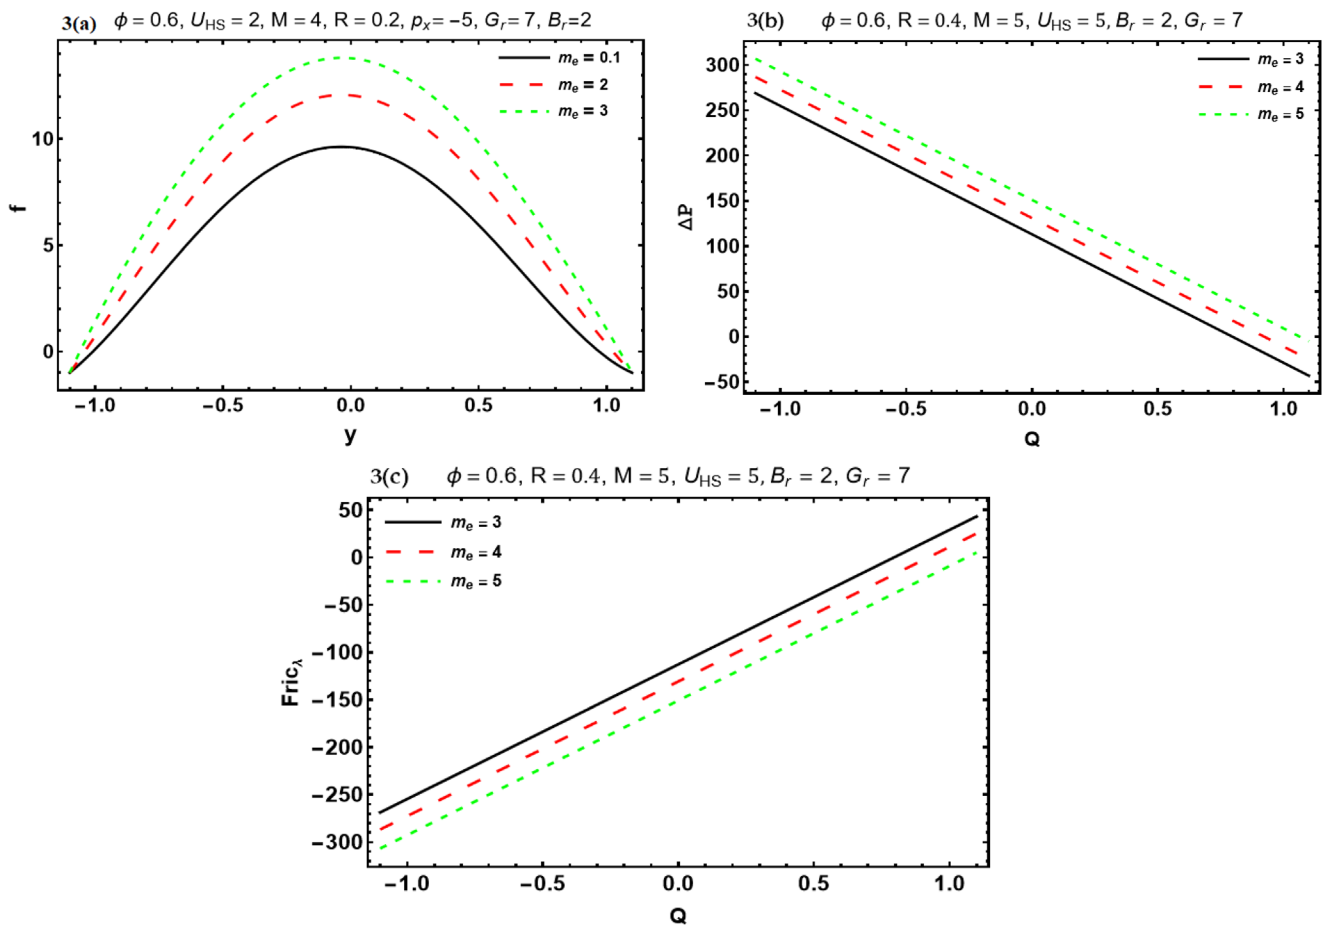 3(a) ϕ = 0.6, U_HS = 2, M = 4, R = 0.2, p_x = −5, G_r = 7, B_r = 2
m_e = 0.1
m_e = 2
m_e = 3
10
5
0
f
−1.0 −0.5 0.0 0.5 1.0
y
3(b) ϕ = 0.6, R = 0.4, M = 5, U_HS = 5, B_r = 2, G_r = 7
m_e = 3
m_e = 4
m_e = 5
300
250
200
150
100
50
0
−50
ΔP
−1.0 −0.5 0.0 0.5 1.0
Q
3(c) ϕ = 0.6, R = 0.4, M = 5, U_HS = 5, B_r = 2, G_r = 7
m_e = 3
m_e = 4
m_e = 5
50
0
−50
−100
−150
−200
−250
−300
Fric_λ
−1.0 −0.5 0.0 0.5 1.0
Q